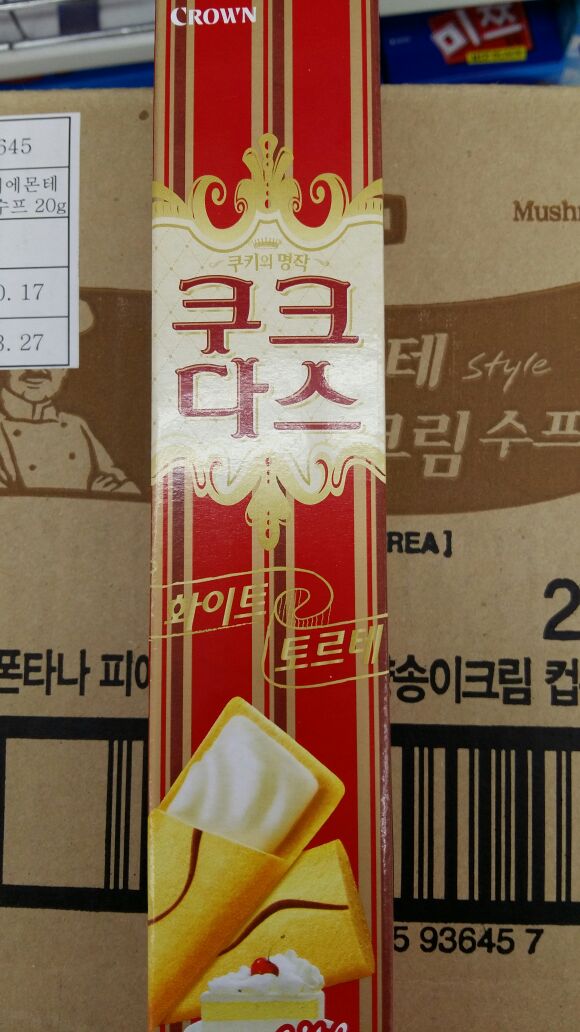 CROWN
미쯔
쿠키의 명작
쿠크
다스
화이트
토르테
645
에몬테
수프 20g
0. 17
3. 27
테 style
크림 수프
REA]
2
폰타나 피
송이크림 컵
5 93645 7